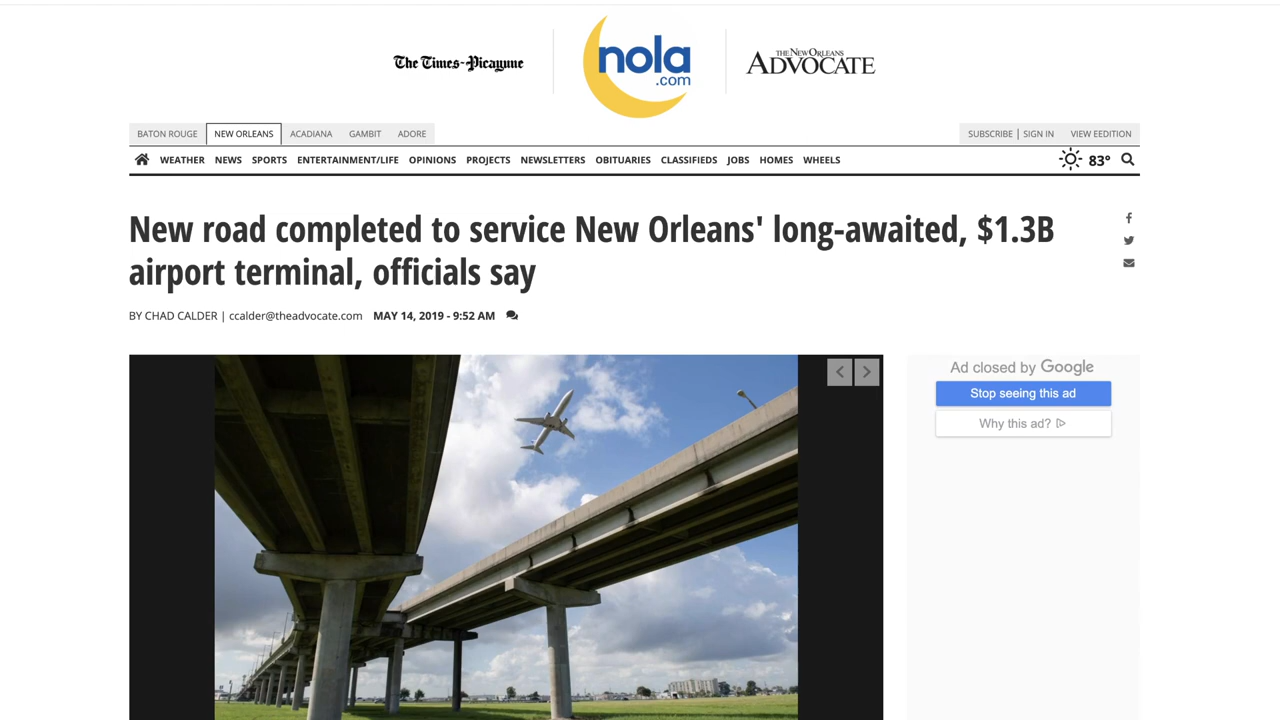 The Times-Picayune
nola
.com
THE NEW ORLEANS
ADVOCATE
BATON ROUGE
NEW ORLEANS
ACADIANA
GAMBIT
ADORE
SUBSCRIBE | SIGN IN
VIEW EEDITION
WEATHER
NEWS
SPORTS
ENTERTAINMENT/LIFE
OPINIONS
PROJECTS
NEWSLETTERS
OBITUARIES
CLASSIFIEDS
JOBS
HOMES
WHEELS
83°
New road completed to service New Orleans' long-awaited, $1.3B
airport terminal, officials say
BY CHAD CALDER | ccalder@theadvocate.com MAY 14, 2019 - 9:52 AM
Ad closed by Google
Stop seeing this ad
Why this ad?